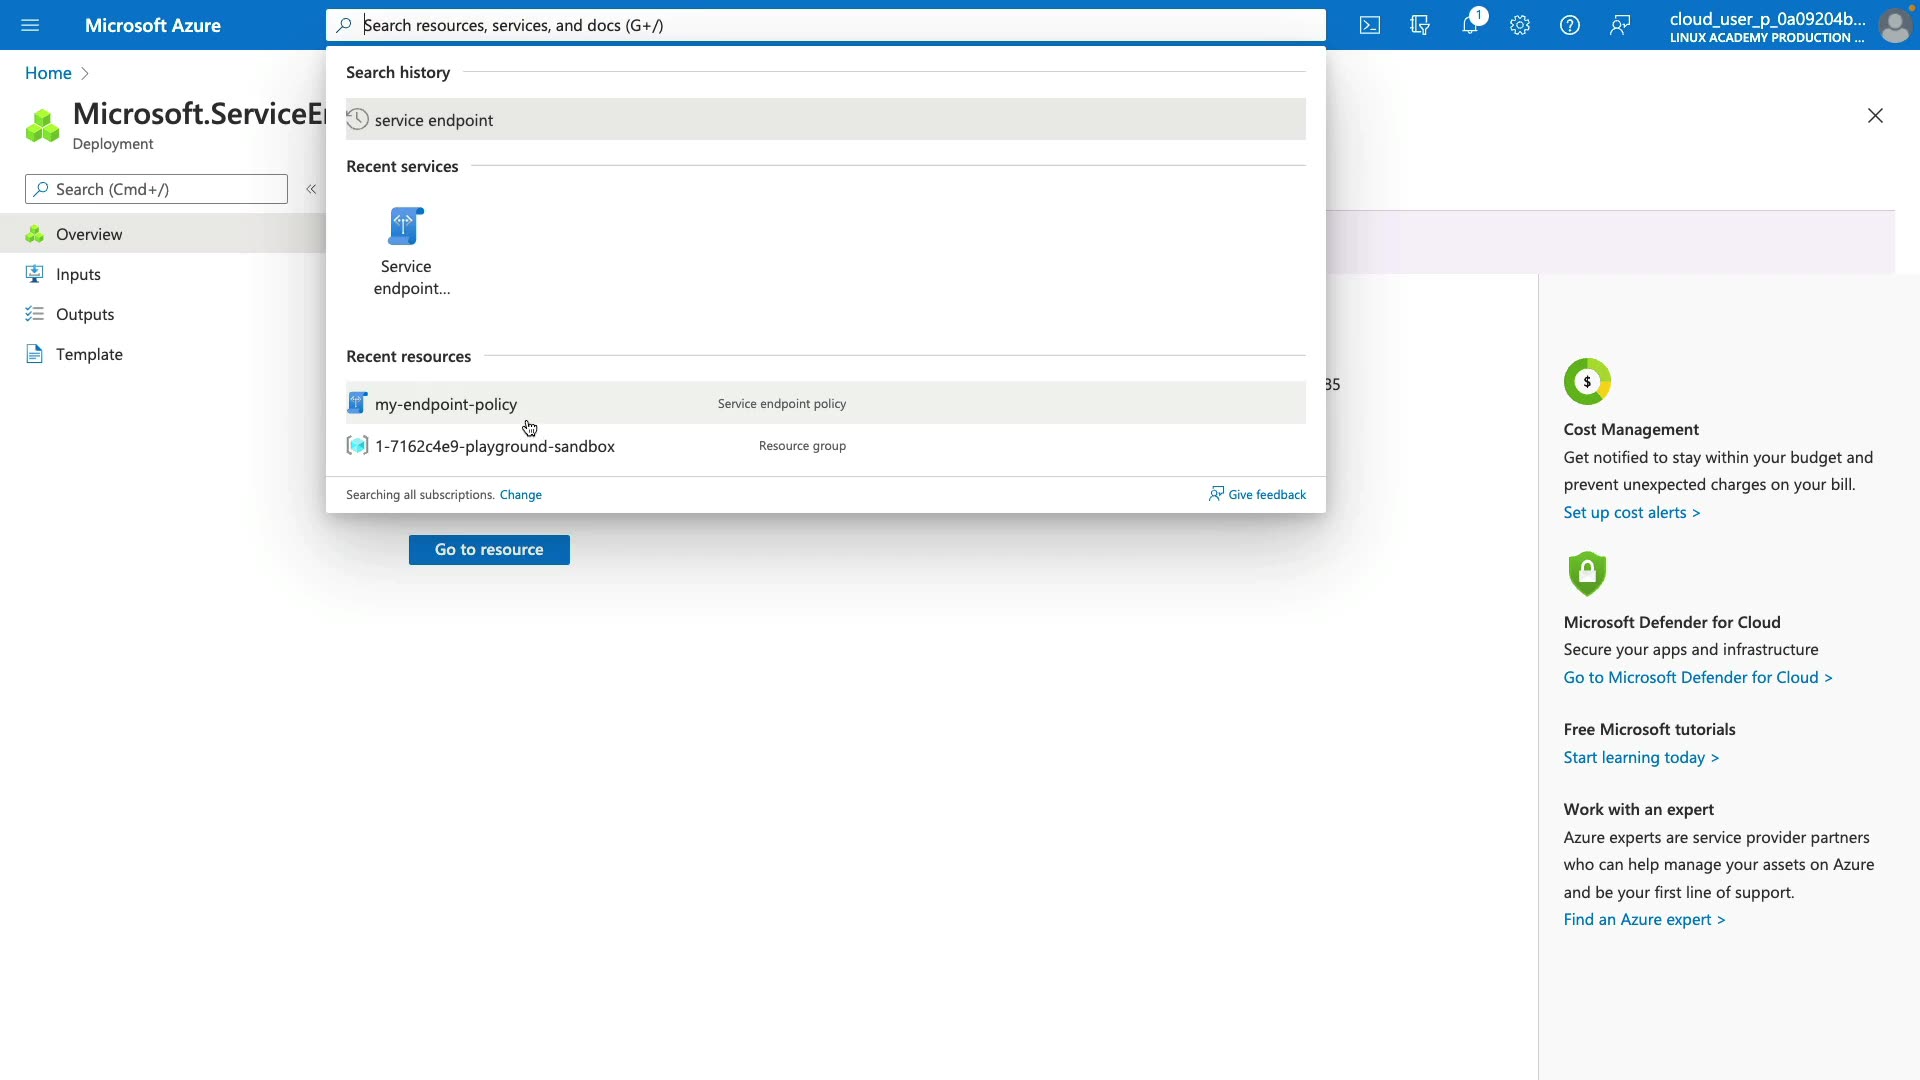 Microsoft Azure
Search resources, services, and docs (G+/)
1
cloud_user_p_0a09204b...
LINUX ACADEMY PRODUCTION ...
Home
Microsoft.ServiceE
Deployment
Search (Cmd+/)
Overview
Inputs
Outputs
Template
Search history
service endpoint
Recent services
Service
endpoint...
Recent resources
my-endpoint-policy Service endpoint policy
1-7162c4e9-playground-sandbox Resource group
Searching all subscriptions. Change
Give feedback
35
Go to resource
$
Cost Management
Get notified to stay within your budget and
prevent unexpected charges on your bill.
Set up cost alerts >
Microsoft Defender for Cloud
Secure your apps and infrastructure
Go to Microsoft Defender for Cloud >
Free Microsoft tutorials
Start learning today >
Work with an expert
Azure experts are service provider partners
who can help manage your assets on Azure
and be your first line of support.
Find an Azure expert >